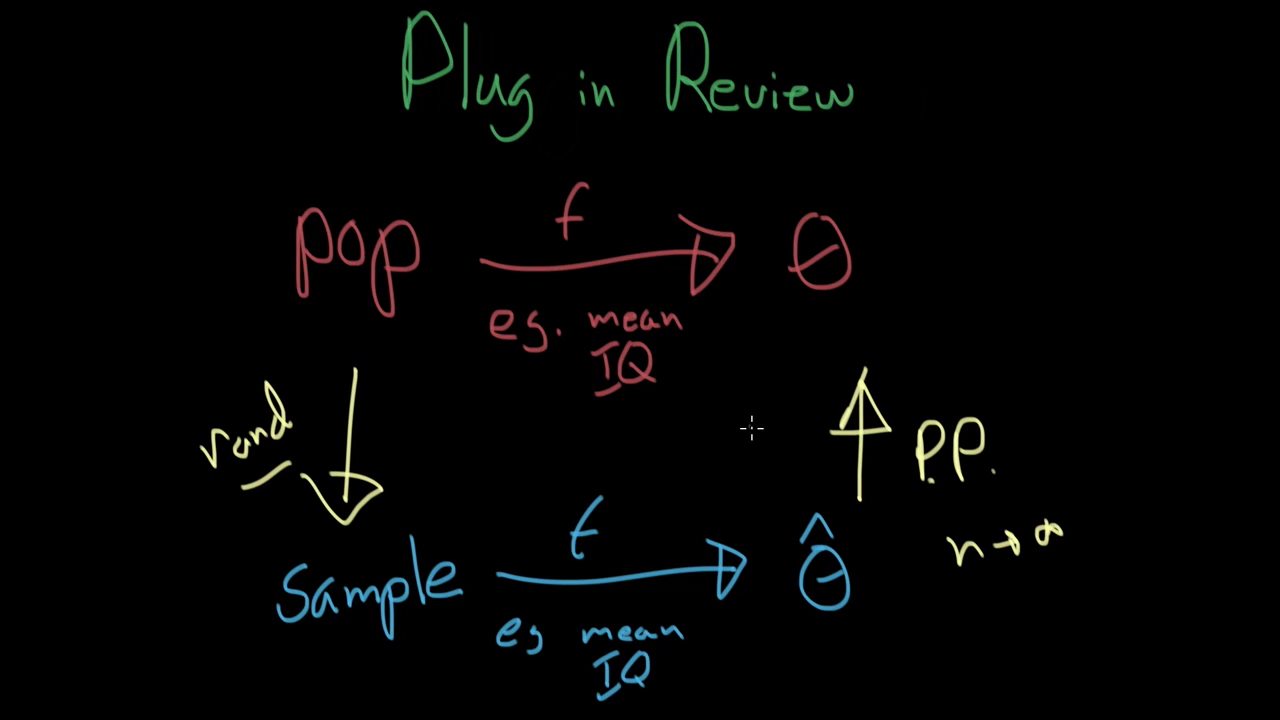 Plug in Review
pop f θ
eg. mean
IQ
rand
P.P.
n→∞
Sample f θ̂
eg mean
IQ